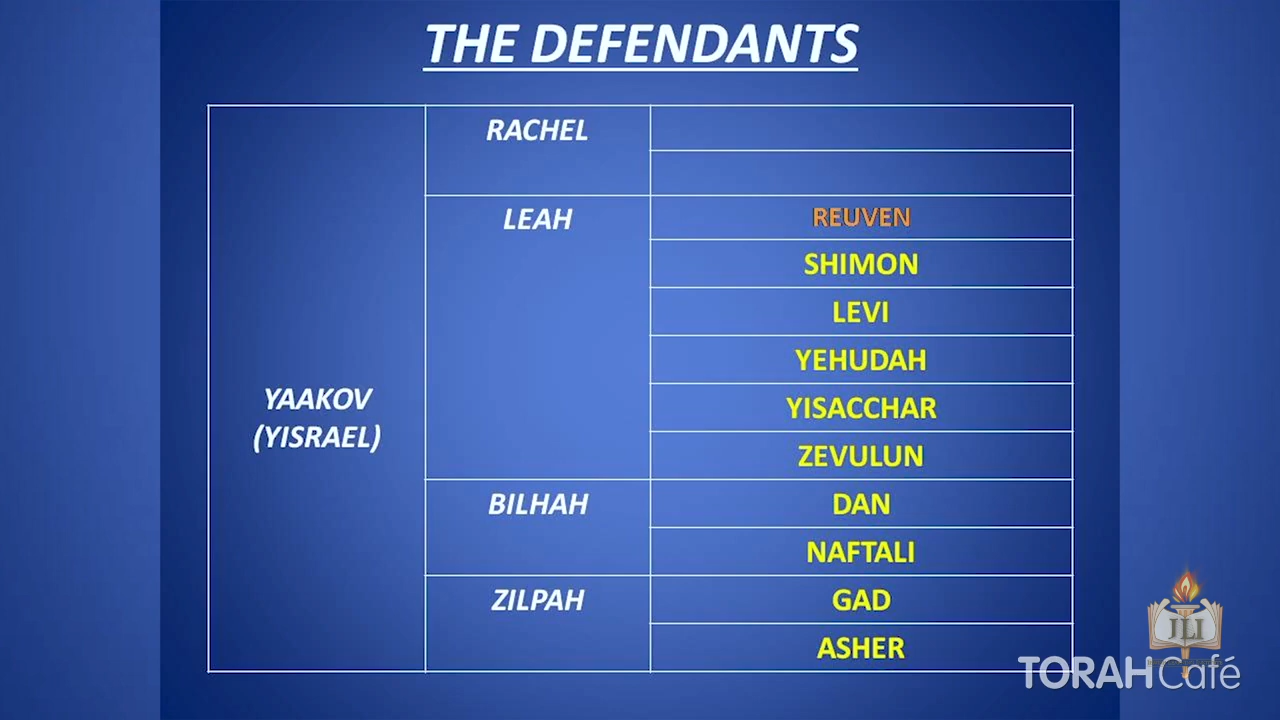 THE DEFENDANTS
YAAKOV
(YISRAEL)
RACHEL
LEAH
REUVEN
SHIMON
LEVI
YEHUDAH
YISACCHAR
ZEVULUN
BILHAH
DAN
NAFTALI
ZILPAH
GAD
ASHER
JLI
TORAHCafé